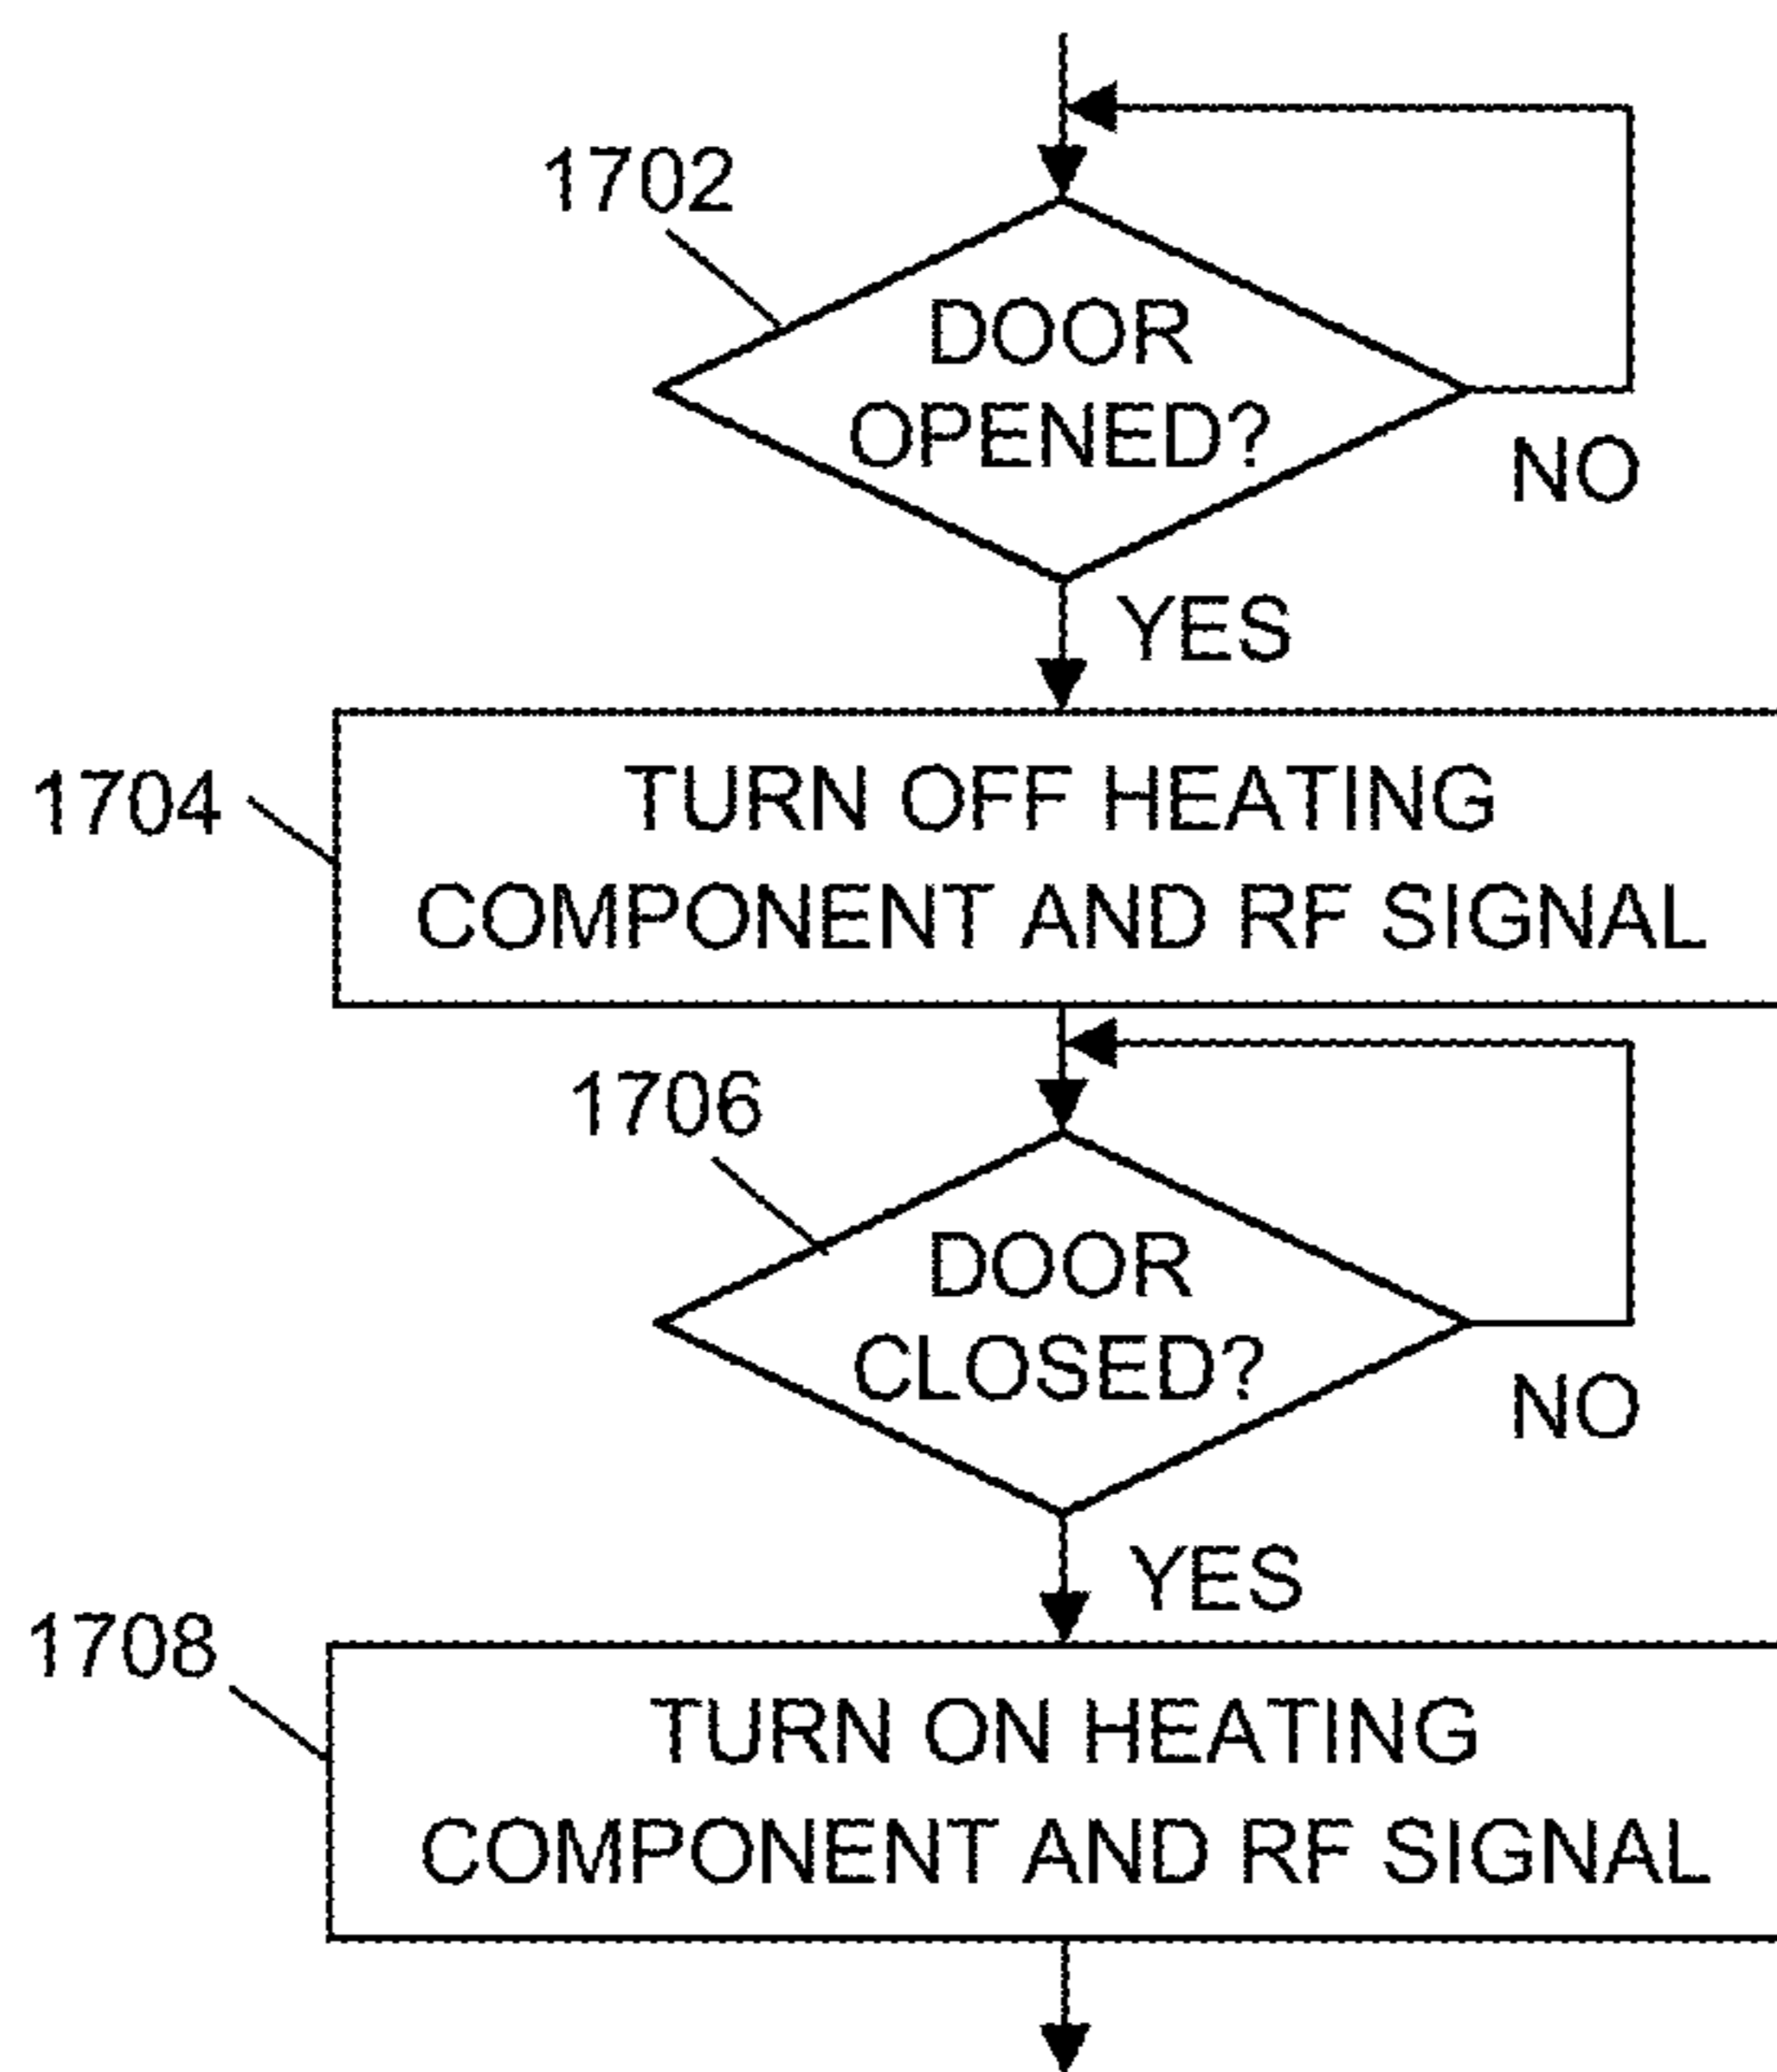 1702
DOOR
OPENED?
NO
YES
1704
TURN OFF HEATING
COMPONENT AND RF SIGNAL
1706
DOOR
CLOSED?
NO
YES
1708
TURN ON HEATING
COMPONENT AND RF SIGNAL